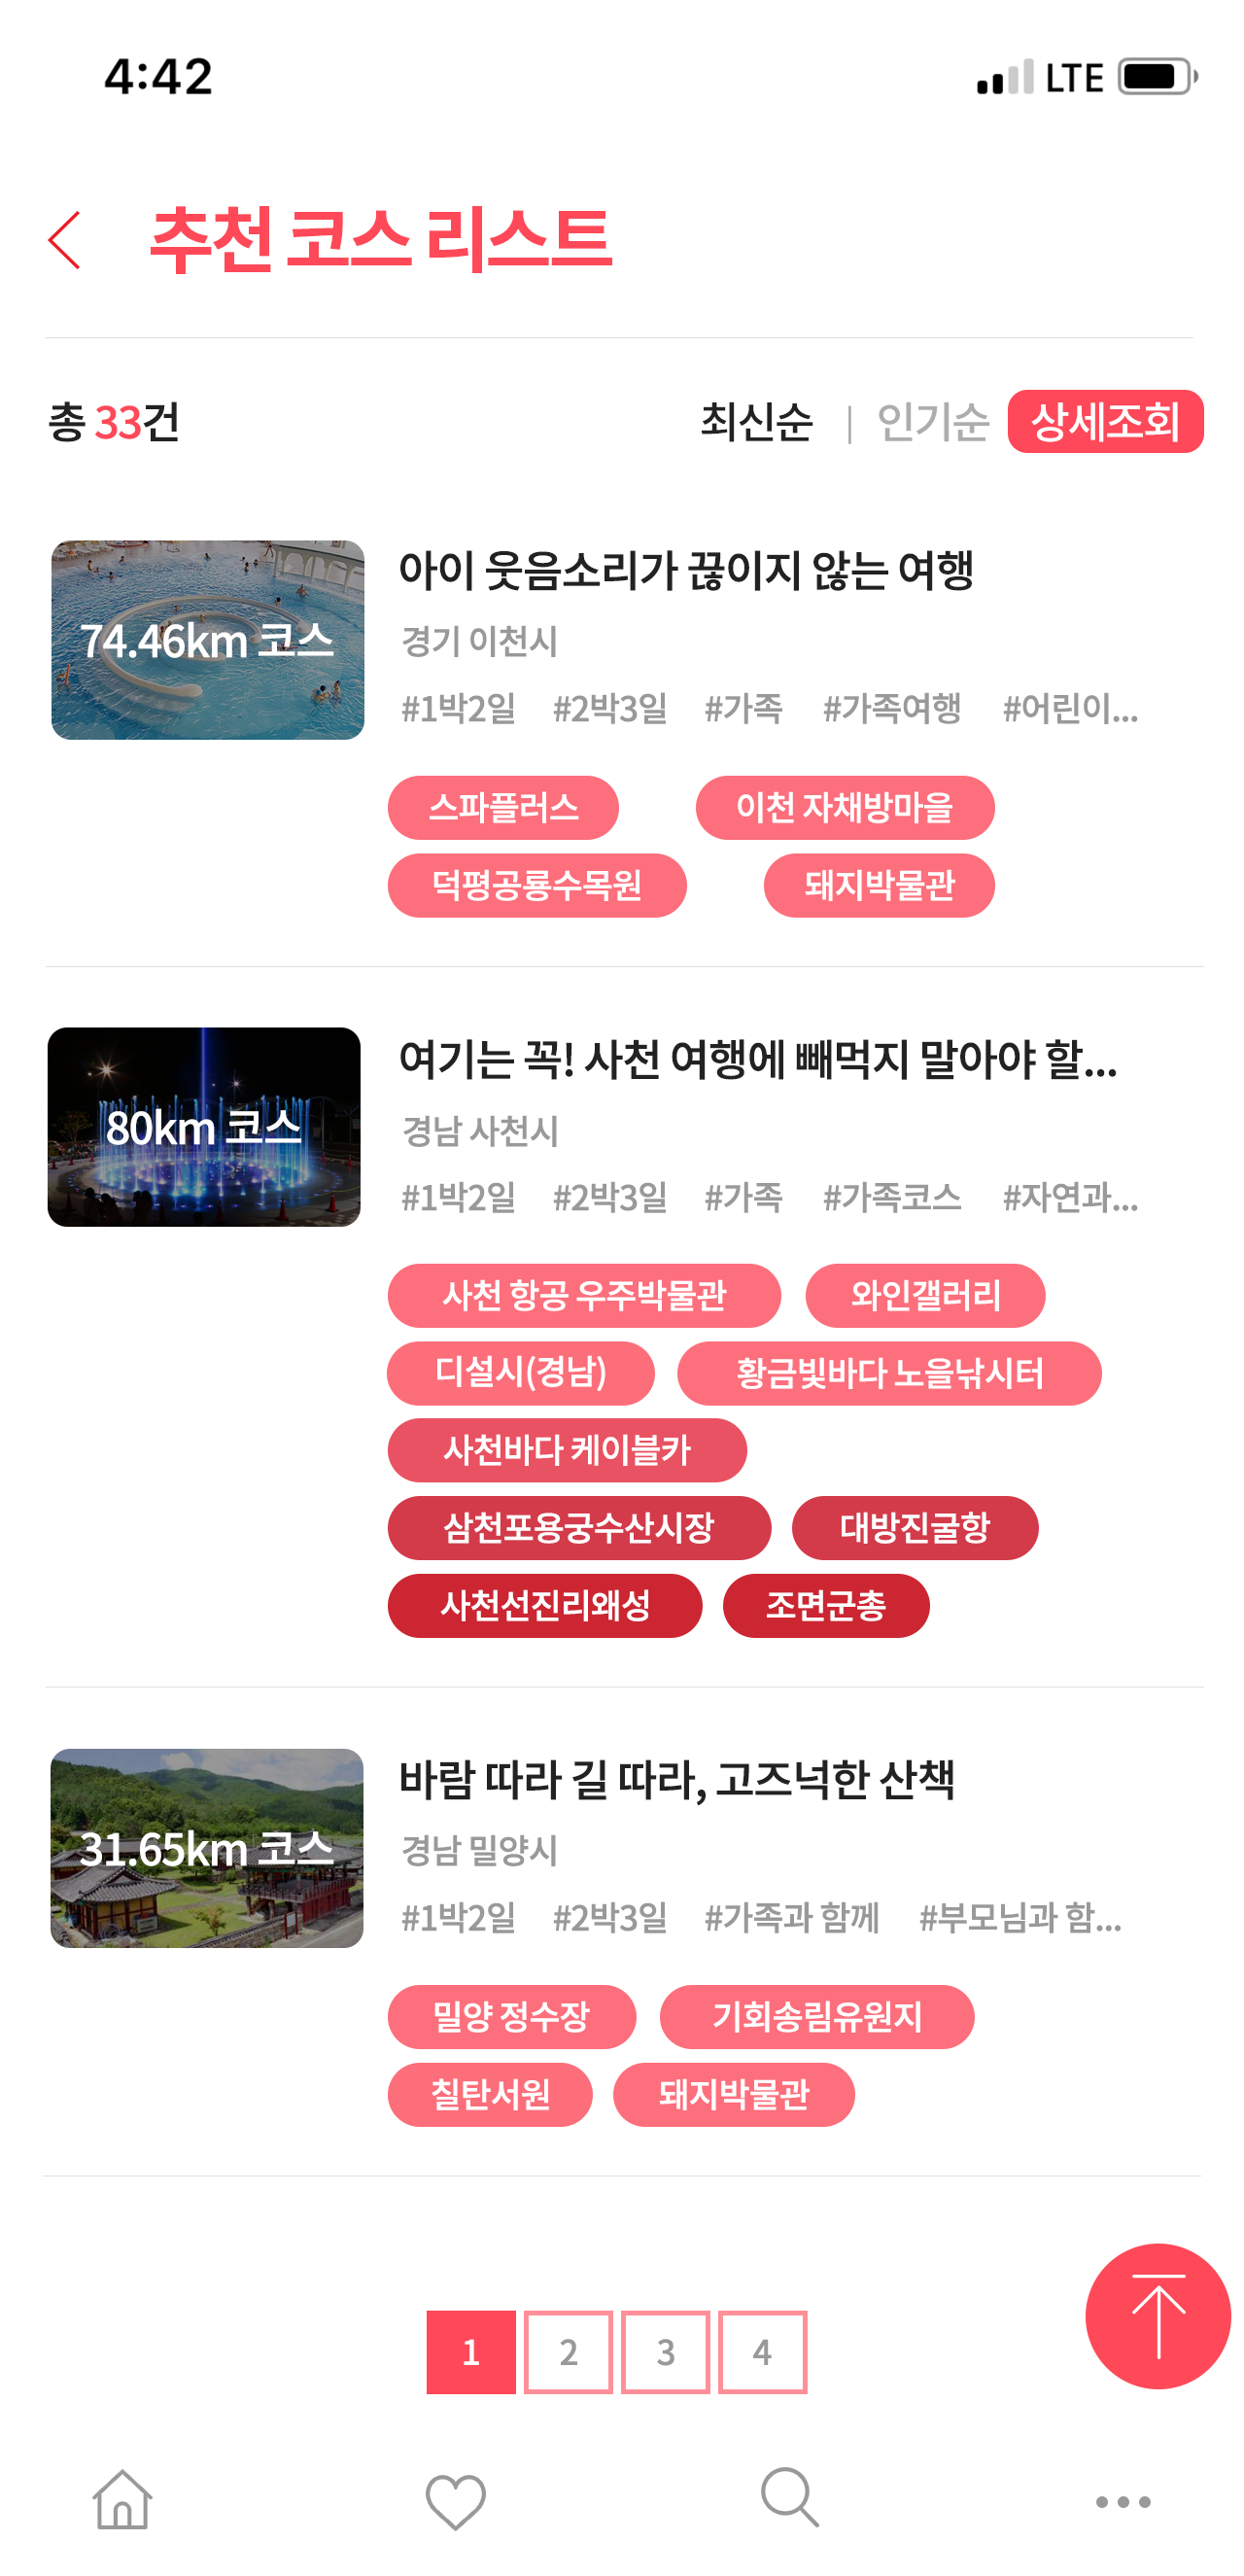 4:42 LTE
추천 코스 리스트
총 33건 최신순 | 인기순 상세조회
74.46km 코스
아이 웃음소리가 끊이지 않는 여행
경기 이천시
#1박2일 #2박3일 #가족 #가족여행 #어린이...
스파플러스 이천 자채방마을
덕평공룡수목원 돼지박물관
80km 코스
여기는 꼭! 사천 여행에 빼먹지 말아야 할...
경남 사천시
#1박2일 #2박3일 #가족 #가족코스 #자연과...
사천 항공 우주박물관 와인갤러리
디설시(경남) 황금빛바다 노을낚시터
사천바다 케이블카
삼천포용궁수산시장 대방진굴항
사천선진리왜성 조면군총
31.65km 코스
바람 따라 길 따라, 고즈넉한 산책
경남 밀양시
#1박2일 #2박3일 #가족과 함께 #부모님과 함...
밀양 정수장 기회송림유원지
칠탄서원 돼지박물관
1 2 3 4